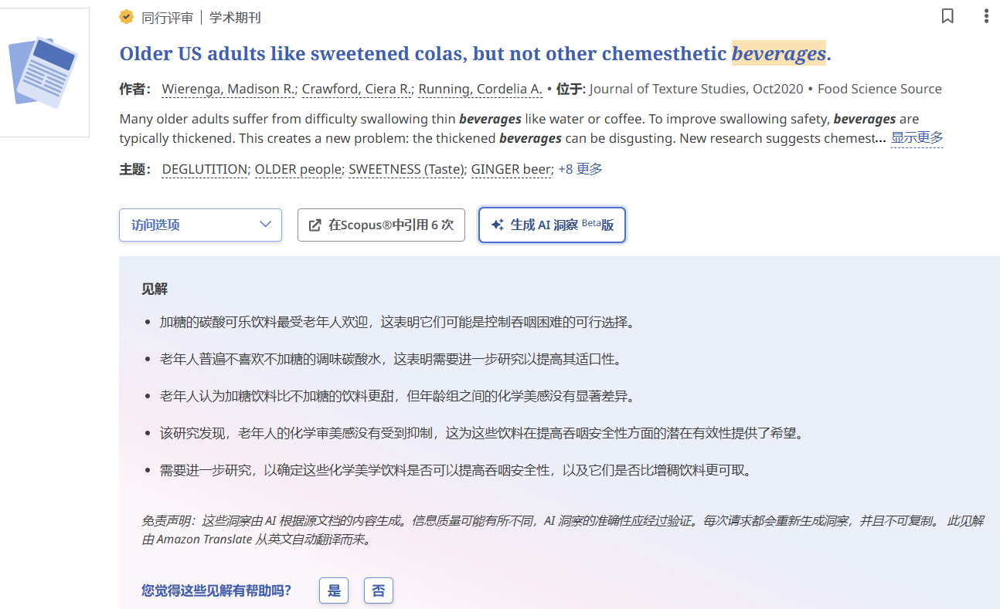 同行评审 | 学术期刊
Older US adults like sweetened colas, but not other chemesthetic beverages.
作者： Wierenga, Madison R.; Crawford, Ciera R.; Running, Cordelia A. • 位于: Journal of Texture Studies, Oct2020 • Food Science Source
Many older adults suffer from difficulty swallowing thin beverages like water or coffee. To improve swallowing safety, beverages are
typically thickened. This creates a new problem: the thickened beverages can be disgusting. New research suggests chemest... 显示更多
主题： DEGLUTITION; OLDER people; SWEETNESS (Taste); GINGER beer; +8 更多
访问选项 在Scopus®中引用 6 次 生成 AI 洞察 Beta版
见解
• 加糖的碳酸可乐饮料最受老年人欢迎，这表明它们可能是控制吞咽困难的可行选择。
• 老年人普遍不喜欢不加糖的调味碳酸水，这表明需要进一步研究以提高其适口性。
• 老年人认为加糖饮料比不加糖的饮料更甜，但年龄组之间的化学美感没有显著差异。
• 该研究发现，老年人的化学审美感没有受到抑制，这为这些饮料在提高吞咽安全性方面的潜在有效性提供了希望。
• 需要进一步研究，以确定这些化学美学饮料是否可以提高吞咽安全性，以及它们是否比增稠饮料更可取。
免责声明：这些洞察由 AI 根据源文档的内容生成。信息质量可能有所不同，AI 洞察的准确性应经过验证。每次请求都会重新生成洞察，并且不可复制。 此见解
由 Amazon Translate 从英文自动翻译而来。
您觉得这些见解有帮助吗? 是 否